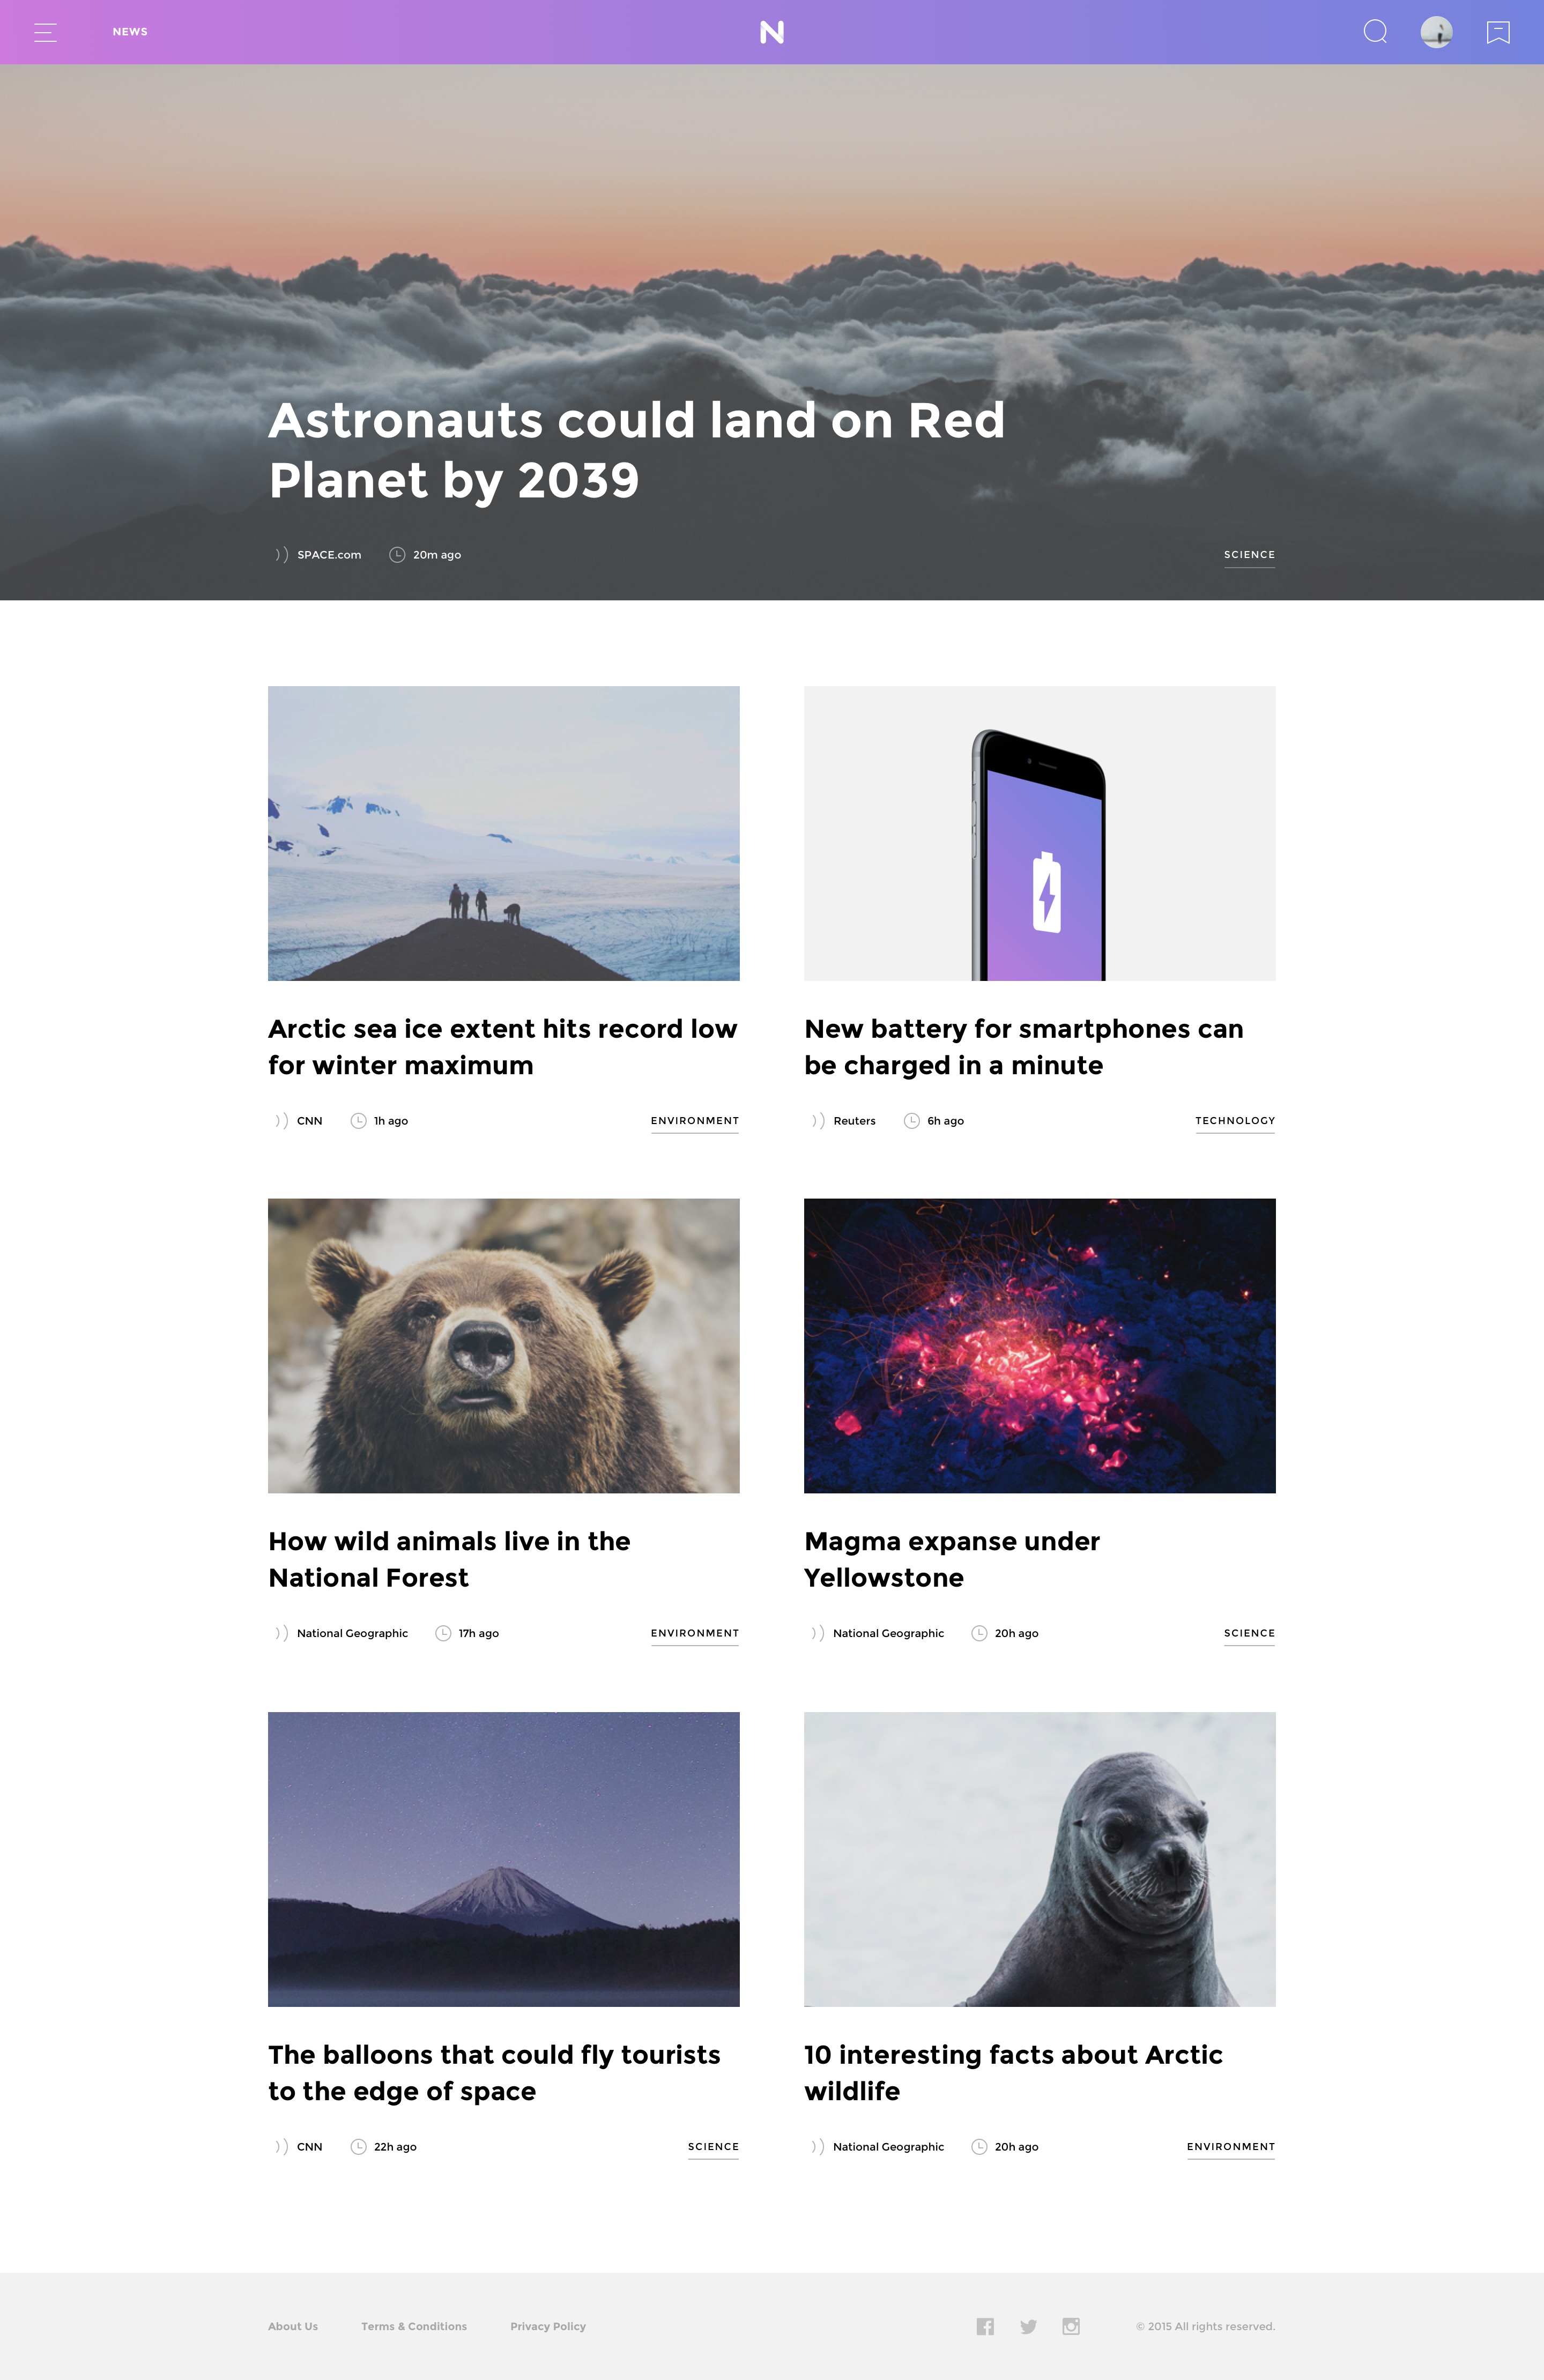 NEWS
N
Astronauts could land on Red
Planet by 2039
SPACE.com 20m ago SCIENCE
Arctic sea ice extent hits record low
for winter maximum
CNN 1h ago ENVIRONMENT
New battery for smartphones can
be charged in a minute
Reuters 6h ago TECHNOLOGY
How wild animals live in the
National Forest
National Geographic 17h ago ENVIRONMENT
Magma expanse under
Yellowstone
National Geographic 20h ago SCIENCE
The balloons that could fly tourists
to the edge of space
CNN 22h ago SCIENCE
10 interesting facts about Arctic
wildlife
National Geographic 20h ago ENVIRONMENT
About Us Terms & Conditions Privacy Policy © 2015 All rights reserved.